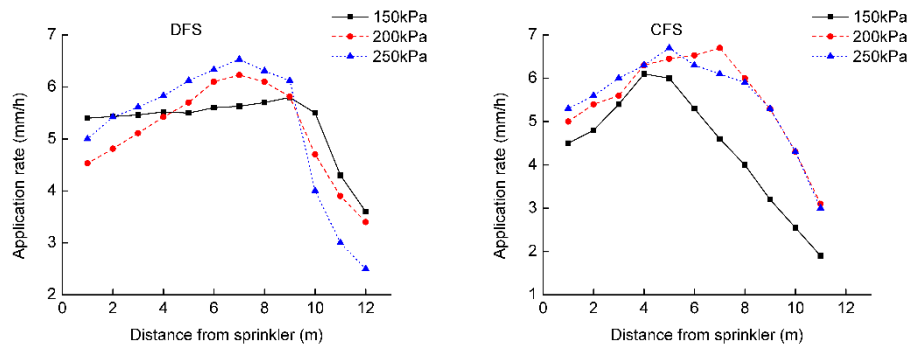 DFS
150kPa
200kPa
250kPa
7
6
5
4
3
2
0
2
4
6
8
10
12
Application rate (mm/h)
Distance from sprinkler (m)
CFS
150kPa
200kPa
250kPa
7
6
5
4
3
2
1
0
2
4
6
8
10
12
Application rate (mm/h)
Distance from sprinkler (m)